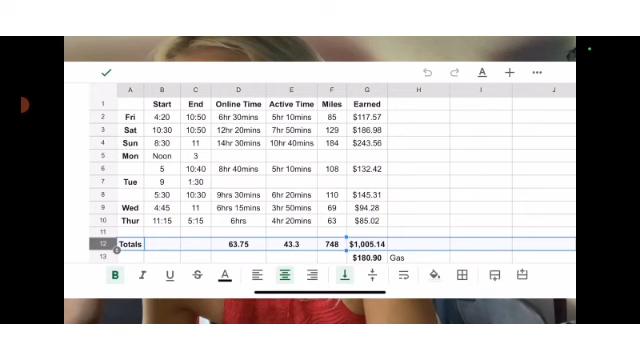 A B C D E F G H I J
1 Start End Online Time Active Time Miles Earned
2 Fri 4:20 10:50 6hr 30mins 5hr 10mins 85 $117.57
3 Sat 10:30 10:50 12hr 20mins 7hr 50mins 129 $186.98
4 Sun 8:30 11 14hr 30mins 10hr 40mins 184 $243.56
5 Mon Noon 3
6 5 10:40 8hr 40mins 5hr 10mins 108 $132.42
7 Tue 9 1:30
8 5:30 10:30 9hrs 30mins 6hr 20mins 110 $145.31
9 Wed 4:45 11 6hrs 15mins 3hr 50mins 69 $94.28
10 Thur 11:15 5:15 6hrs 4hr 20mins 63 $85.02
11
12 Totals 63.75 43.3 748 $1,005.14
13 $180.90 Gas
B I U S A